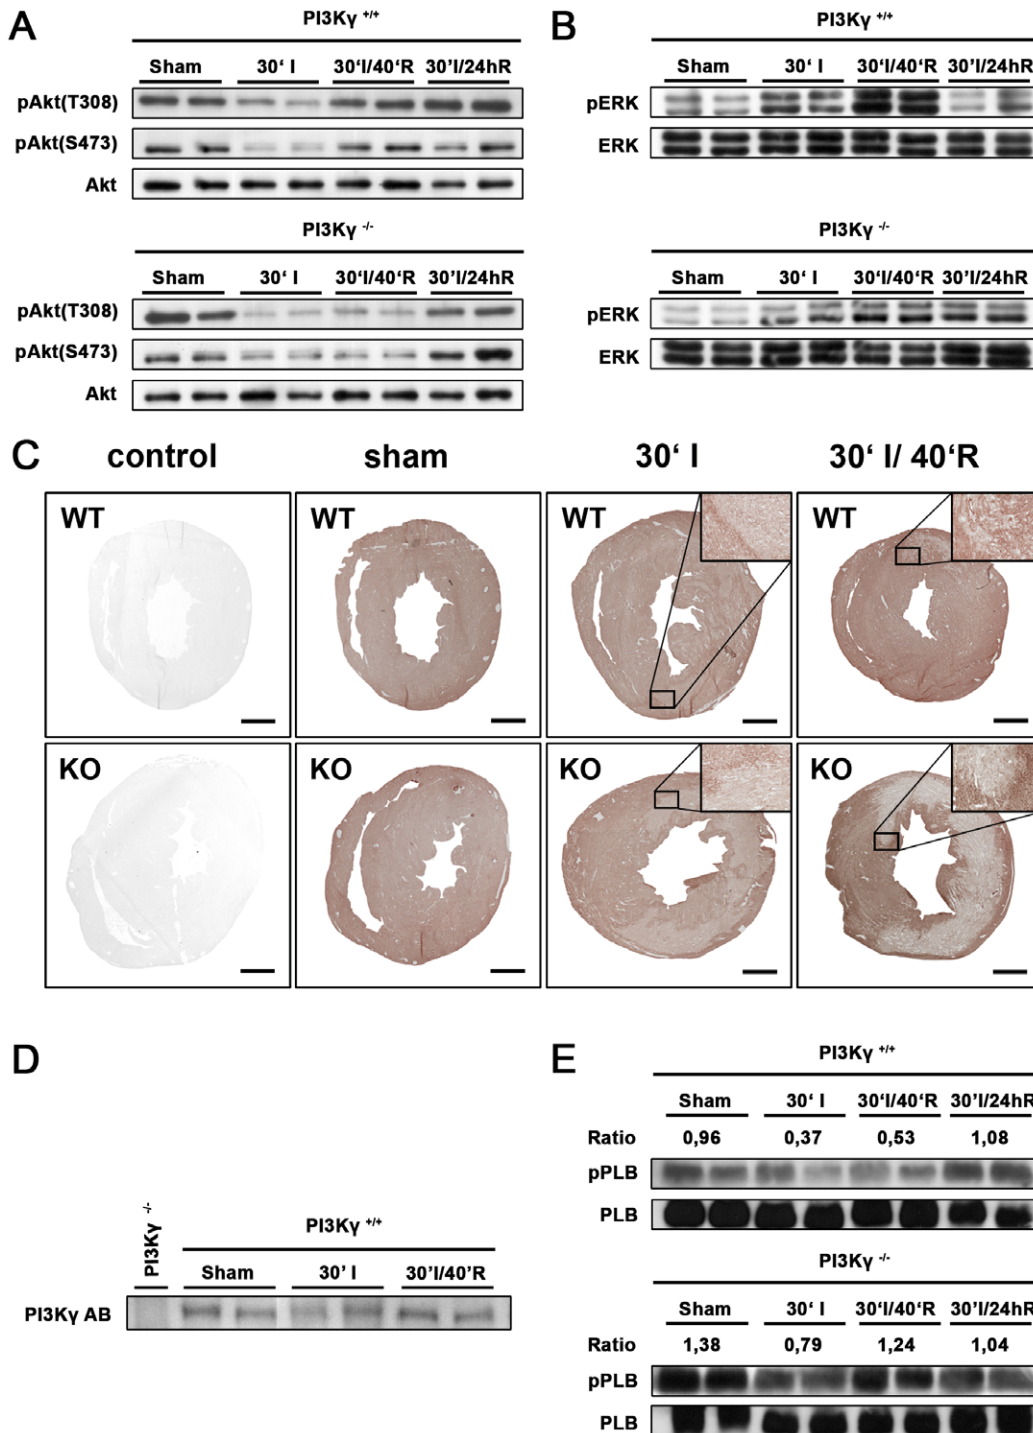 A
PI3Kγ +/+
Sham 30‘ I 30‘I/40‘R 30’I/24hR
pAkt(T308)
pAkt(S473)
Akt
PI3Kγ -/-
Sham 30‘ I 30‘I/40‘R 30’I/24hR
pAkt(T308)
pAkt(S473)
Akt
B
PI3Kγ +/+
Sham 30‘ I 30‘I/40‘R 30’I/24hR
pERK
ERK
PI3Kγ -/-
Sham 30‘ I 30‘I/40‘R 30’I/24hR
pERK
ERK
C
control sham 30‘ I 30‘ I/ 40‘R
WT WT WT WT
KO KO KO KO
D
PI3Kγ -/-
PI3Kγ +/+
Sham 30’ I 30’I/40’R
PI3Kγ AB
E
PI3Kγ +/+
Sham 30‘ I 30‘I/40‘R 30’I/24hR
Ratio 0,96 0,37 0,53 1,08
pPLB
PLB
PI3Kγ -/-
Sham 30‘ I 30‘I/40‘R 30’I/24hR
Ratio 1,38 0,79 1,24 1,04
pPLB
PLB